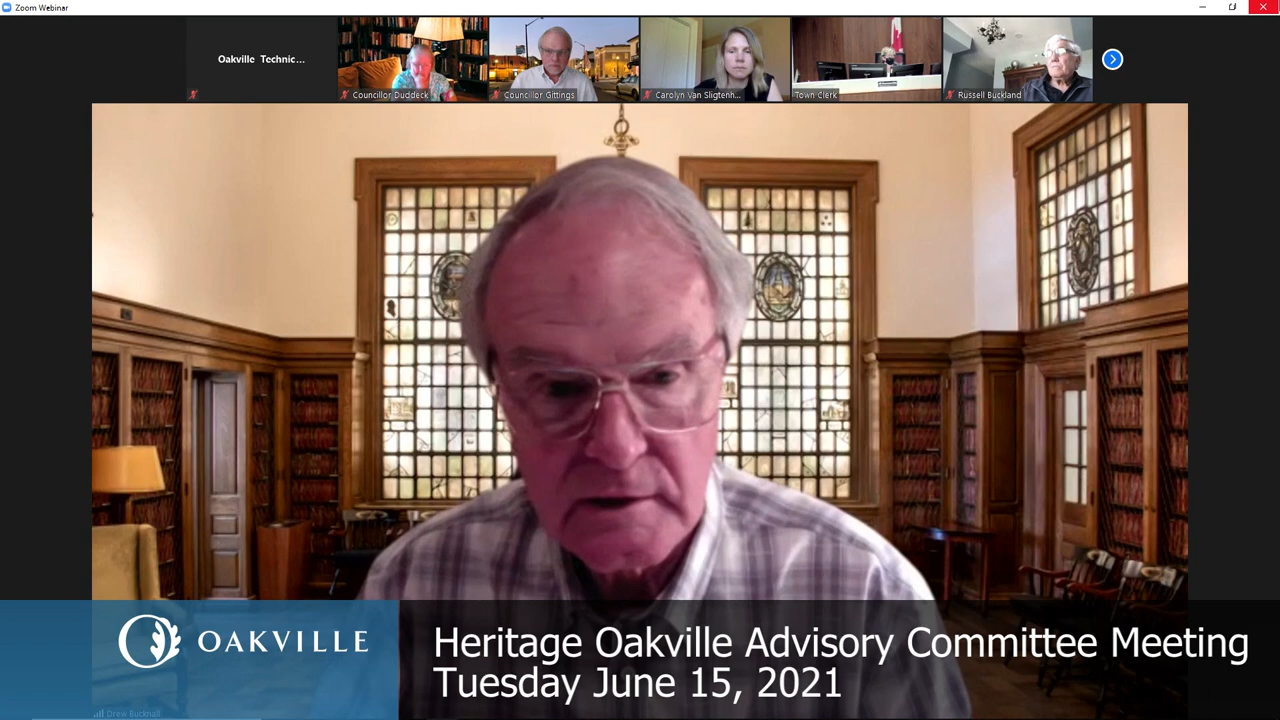 Zoom Webinar
Oakville Technic...
Councillor Duddeck
Councillor Gittings
Carolyn Van Sligtenh...
Town Clerk
Russell Buckland
OAKVILLE
Heritage Oakville Advisory Committee Meeting
Tuesday June 15, 2021
Drew Bucknall